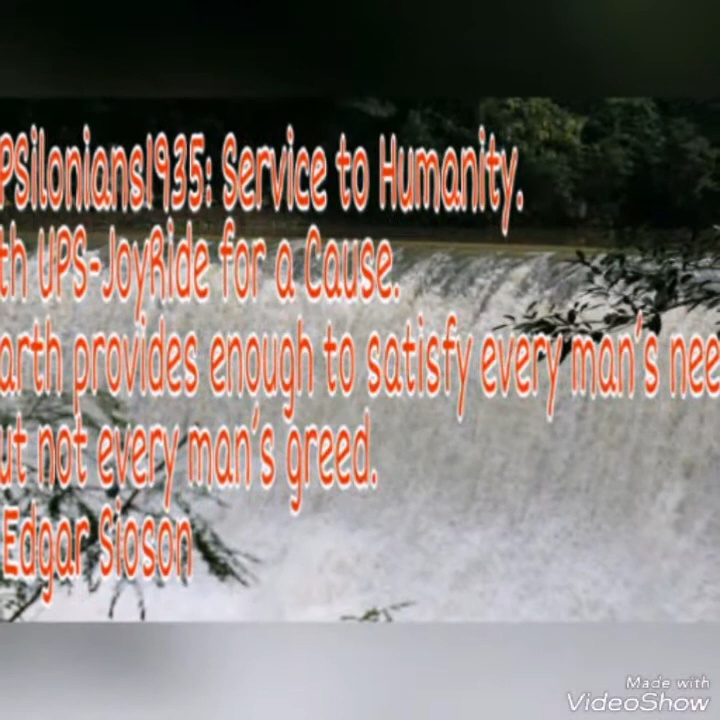 PSilonians1935: Service to Humanity.
th UPS-JoyRide for a Cause.
arth provides enough to satisfy every man's nee
ut not every man's greed.
Edgar Sioson
Made with
VideoShow